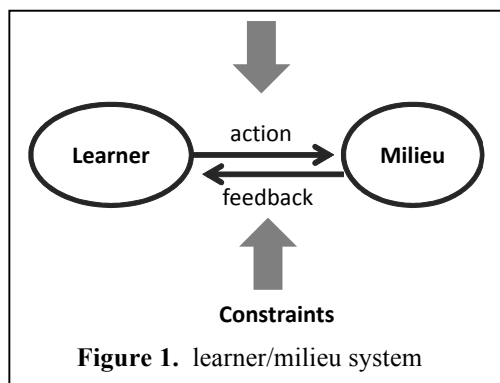 action
Learner
Milieu
feedback
Constraints
Figure 1. learner/milieu system